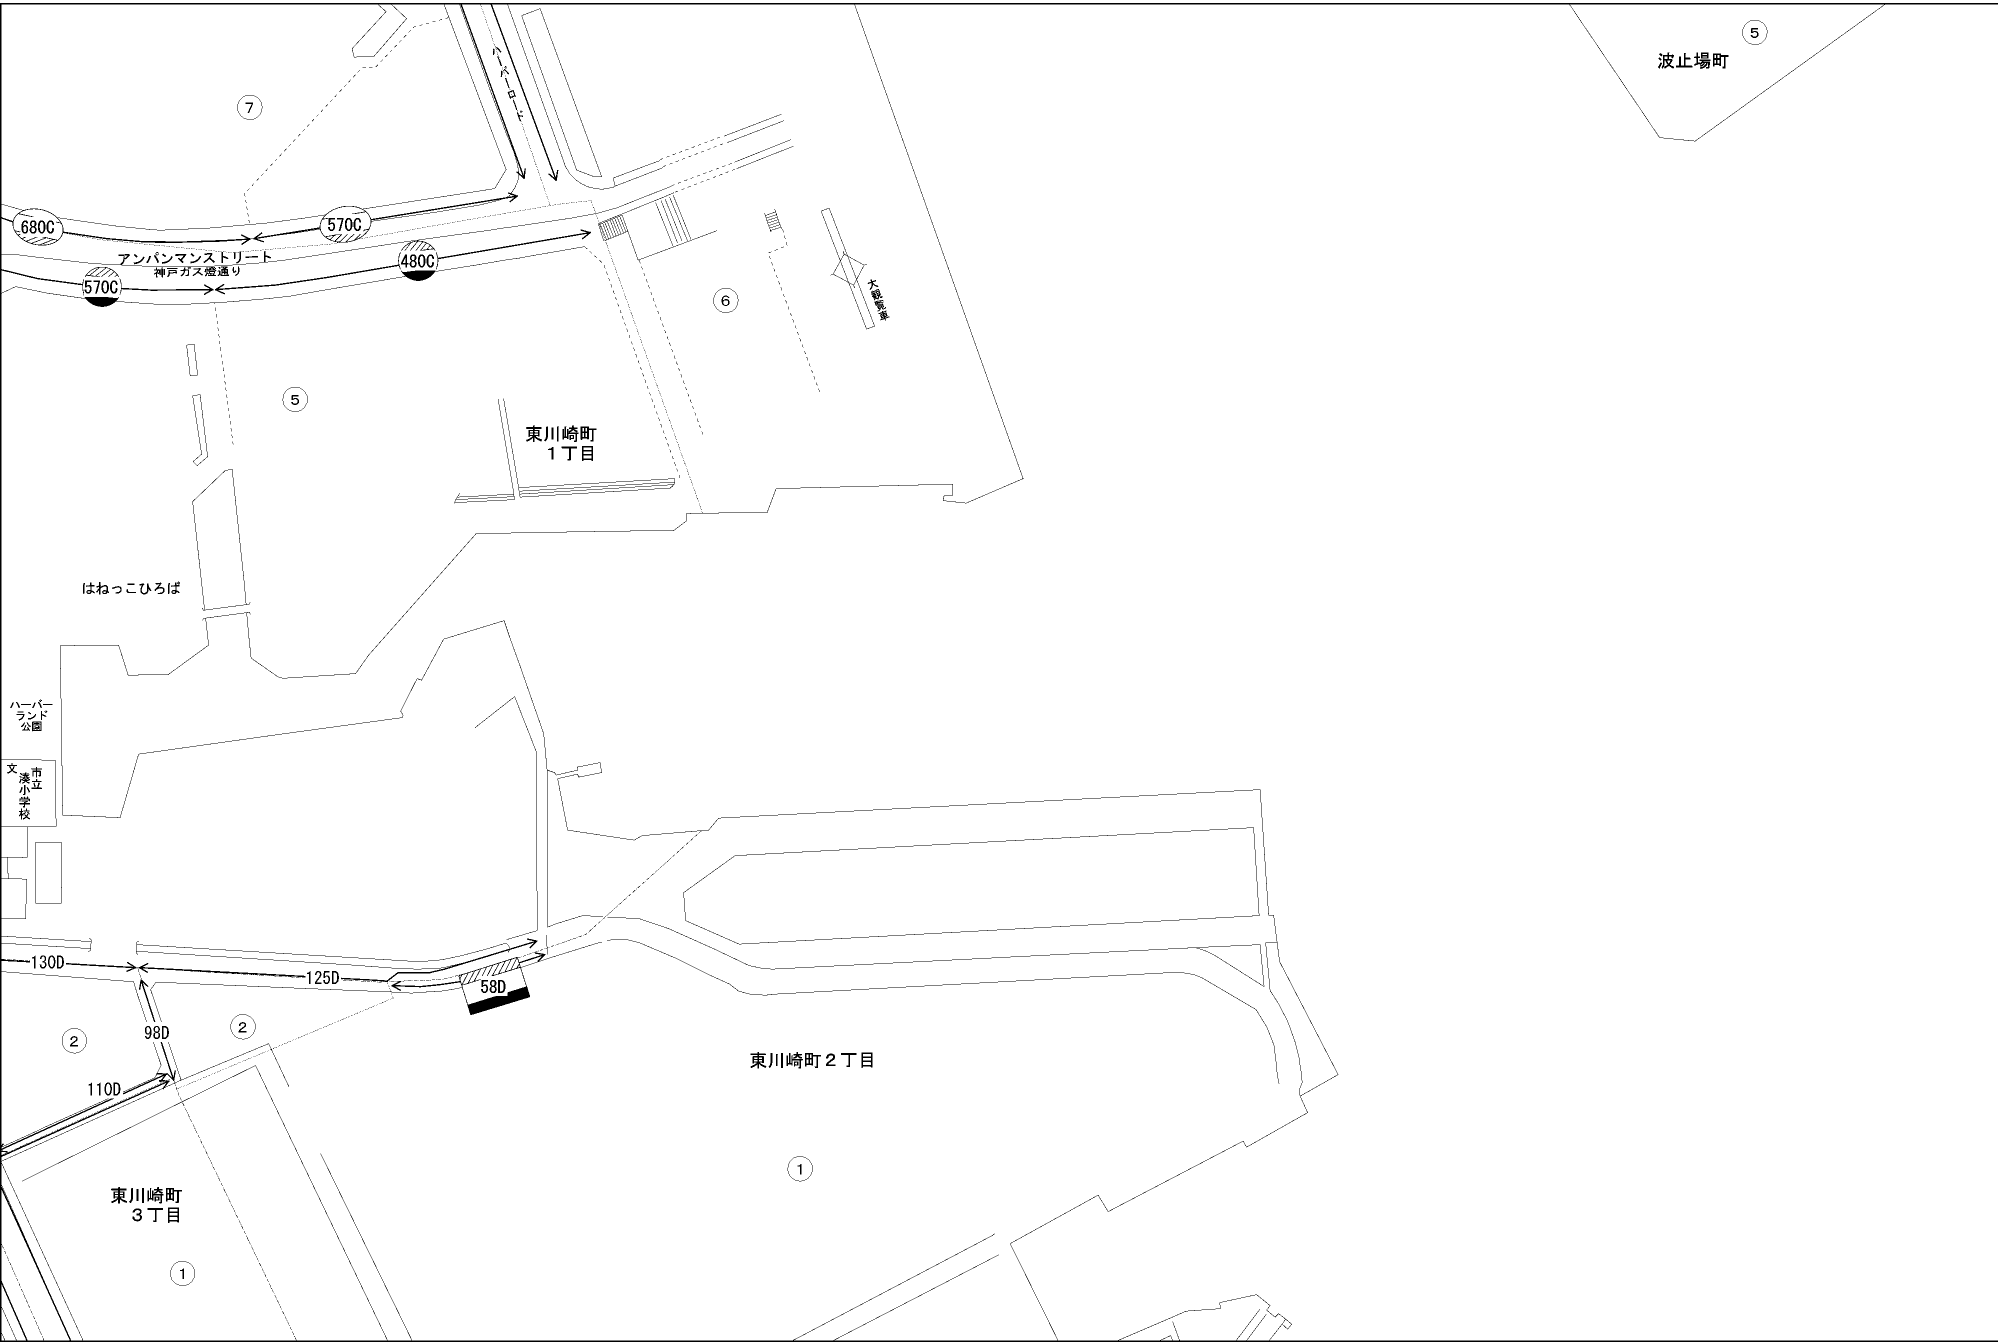 ⑤
波止場町
ハーバーロード
⑦
680C
570C
アンパンマンストリート
神戸ガス燈通り
570C
480C
⑥
大観覧車
⑤
東川崎町
1丁目
はねっこひろば
ハーバー
ランド
公園
文
市立
湊小学校
130D
125D
58D
98D
②
②
110D
東川崎町2丁目
①
東川崎町
3丁目
①